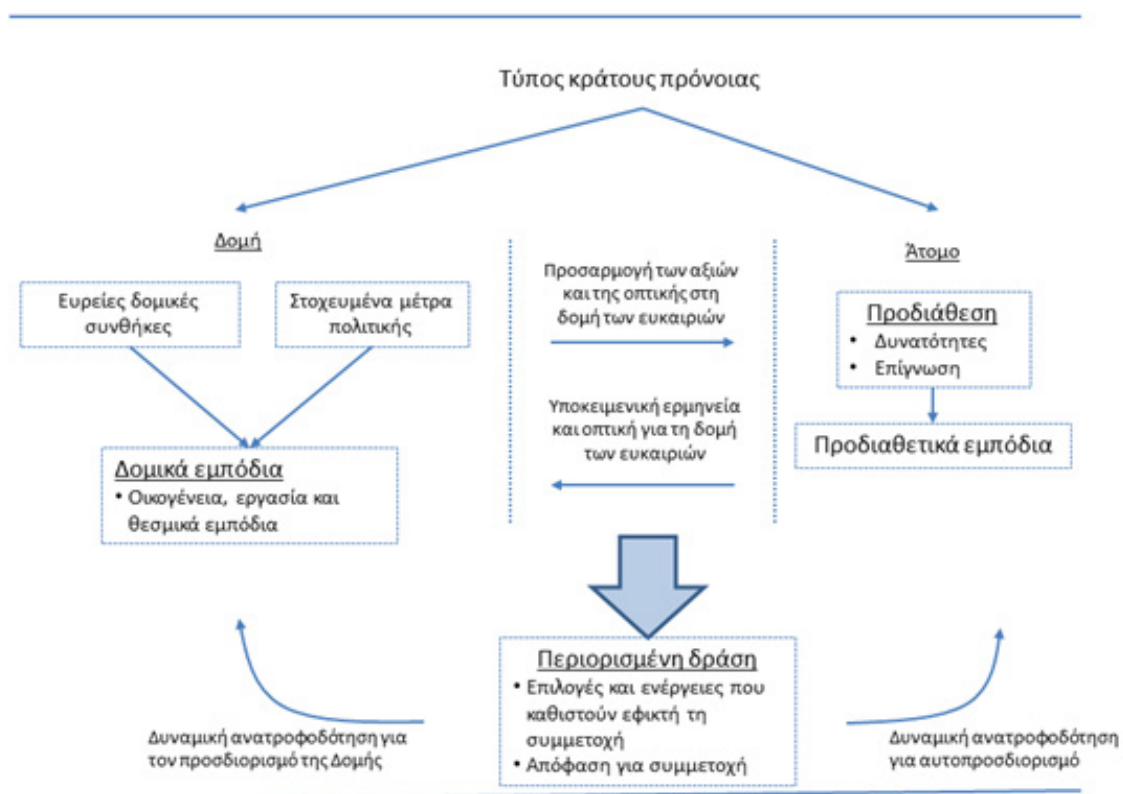 Τύπος κράτους πρόνοιας
Δομή
Ευρείες δομικές
συνθήκες
Στοχευμένα μέτρα
πολιτικής
Δομικά εμπόδια
• Οικογένεια, εργασία και
θεσμικά εμπόδια
Προσαρμογή των αξιών
και της οπτικής στη
δομή των ευκαιριών
Υποκειμενική ερμηνεία
και οπτική για τη δομή
των ευκαιριών
Άτομο
Προδιάθεση
• Δυνατότητες
• Επίγνωση
Προδιαθετικά εμπόδια
Περιορισμένη δράση
• Επιλογές και ενέργειες που
καθιστούν εφικτή τη
συμμετοχή
• Απόφαση για συμμετοχή
Δυναμική ανατροφοδότηση για
τον προσδιορισμό της Δομής
Δυναμική ανατροφοδότηση
για αυτοπροσδιορισμό